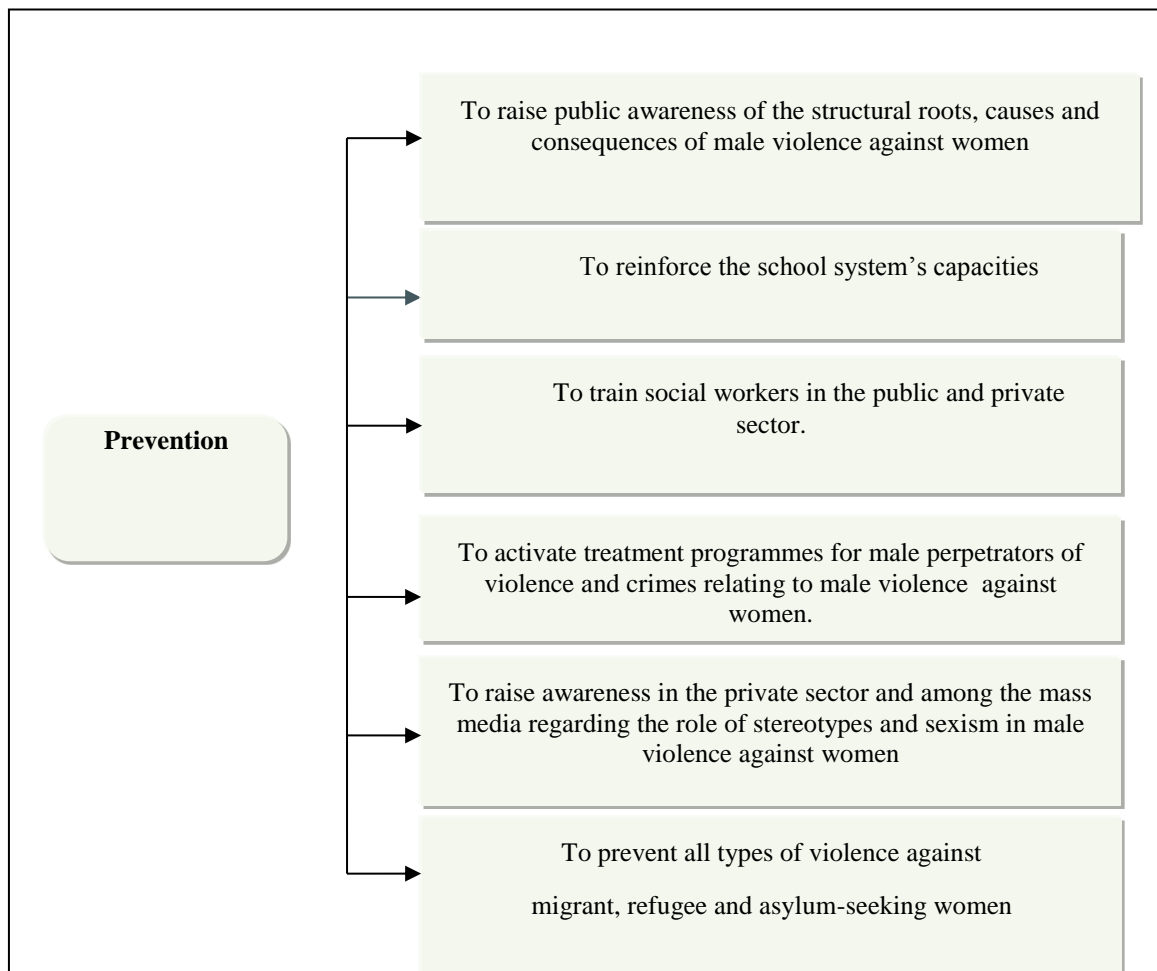 To raise public awareness of the structural roots, causes and
consequences of male violence against women
To reinforce the school system’s capacities
To train social workers in the public and private
sector.
Prevention
To activate treatment programmes for male perpetrators of
violence and crimes relating to male violence against
women.
To raise awareness in the private sector and among the mass
media regarding the role of stereotypes and sexism in male
violence against women
To prevent all types of violence against
migrant, refugee and asylum-seeking women